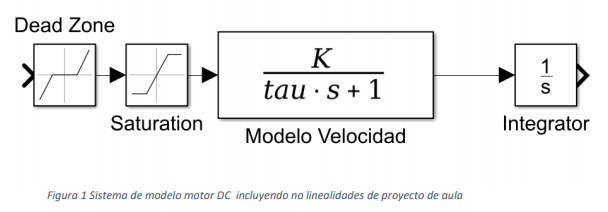 Dead Zone
Saturation
K
tau · s + 1
Modelo Velocidad
1
s
Integrator
Figura 1 Sistema de modelo motor DC incluyendo no linealidades de proyecto de aula